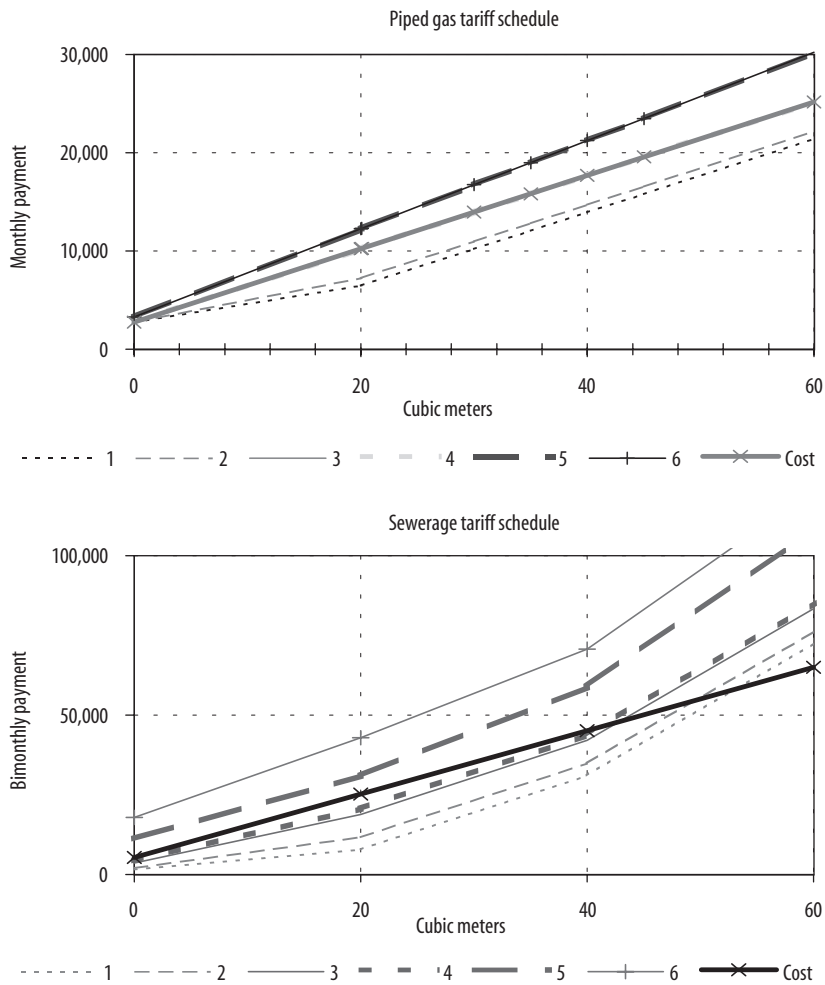 Piped gas tariff schedule
Monthly payment
30,000
20,000
10,000
0
0 20 40 60
Cubic meters
1 2 3 4 5 6 Cost
Sewerage tariff schedule
Bimonthly payment
100,000
50,000
0
0 20 40 60
Cubic meters
1 2 3 4 5 6 Cost